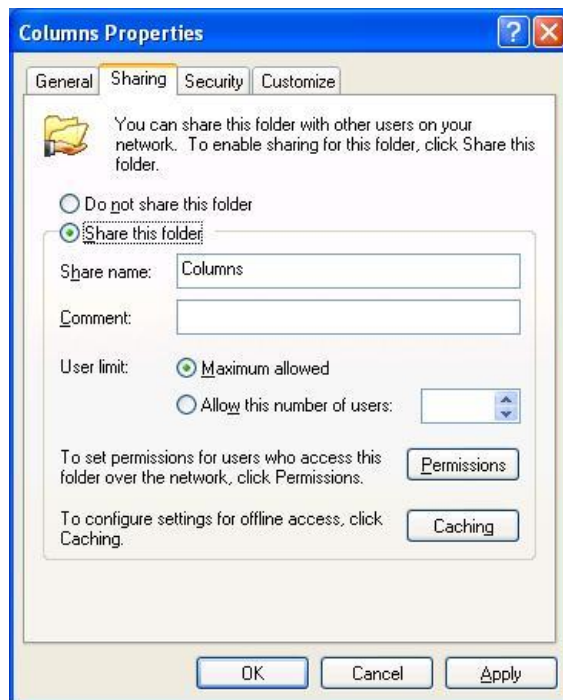 Columns Properties
General Sharing Security Customize
You can share this folder with other users on your
network. To enable sharing for this folder, click Share this
folder.
Do not share this folder
Share this folder
Share name: Columns
Comment:
User limit: Maximum allowed
Allow this number of users:
To set permissions for users who access this
folder over the network, click Permissions.
Permissions
To configure settings for offline access, click
Caching.
Caching
OK Cancel Apply